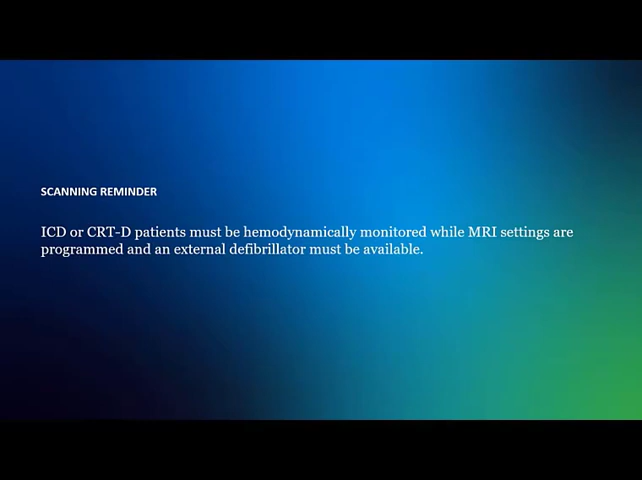 SCANNING REMINDER
ICD or CRT-D patients must be hemodynamically monitored while MRI settings are
programmed and an external defibrillator must be available.